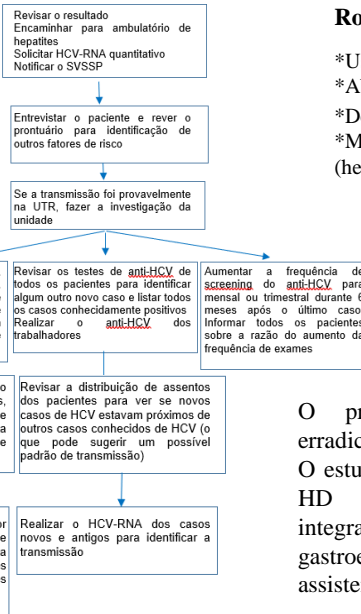 Revisar o resultado
Encaminhar para ambulatório de
hepatites
Solicitar HCV-RNA quantitativo
Notificar o SVSSP
Entrevistar o paciente e rever o
prontuário para identificação de
outros fatores de risco
Se a transmissão foi provavelmente
na UTR, fazer a investigação da
unidade
Revisar os testes de anti-HCV de
todos os pacientes para identificar
algum outro novo caso e listar todos
os casos conhecidamente positivos
Realizar o anti-HCV dos
trabalhadores
Aumentar a frequência de
screening do anti-HCV para
mensal ou trimestral durante 6
meses após o último caso
Informar todos os pacientes
sobre a razão do aumento da
frequência de exames
Revisar a distribuição de assentos
dos pacientes para ver se novos
casos de HCV estavam próximos de
outros casos conhecidos de HCV (o
que pode sugerir um possível
padrão de transmissão)
Realizar o HCV-RNA dos casos
novos e antigos para identificar a
transmissão
Ro
*U
*A
*D
*M
(he
O pr
erradic
O estu
HD
integra
gastroe
assiste